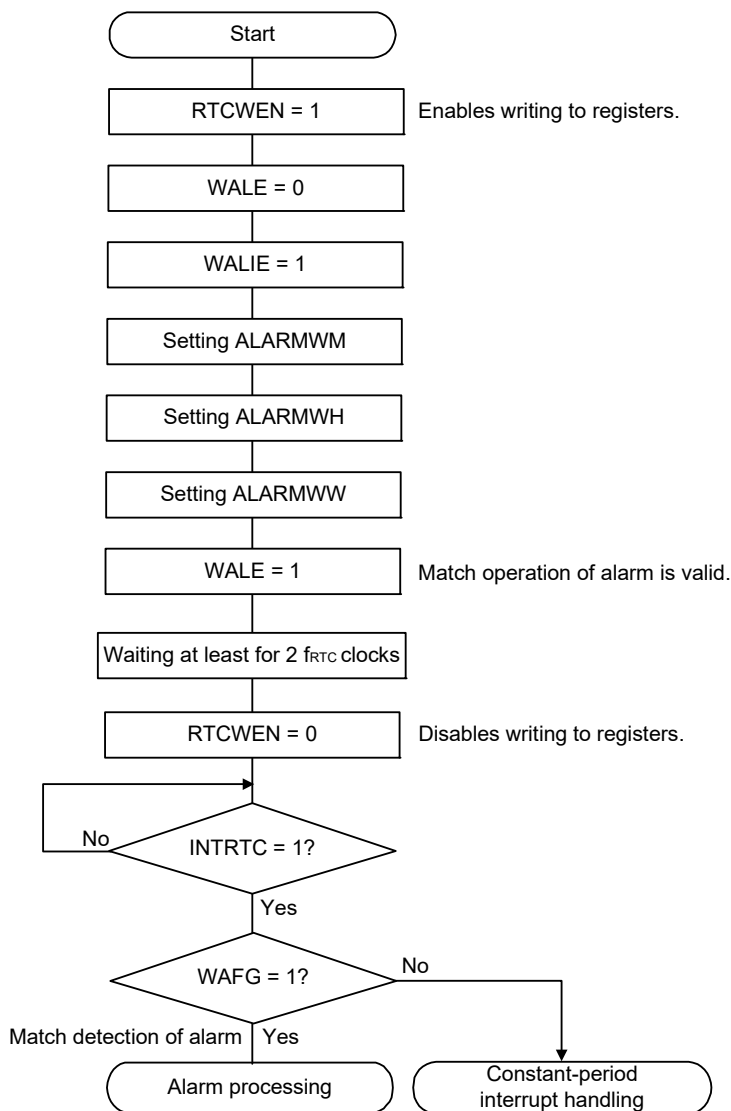 Start
RTCWEN = 1
Enables writing to registers.
WALE = 0
WALIE = 1
Setting ALARMWM
Setting ALARMWH
Setting ALARMWW
WALE = 1
Match operation of alarm is valid.
Waiting at least for 2 fRTC clocks
RTCWEN = 0
Disables writing to registers.
No
INTRTC = 1?
Yes
WAFG = 1?
No
Match detection of alarm
Yes
Alarm processing
Constant-period
interrupt handling